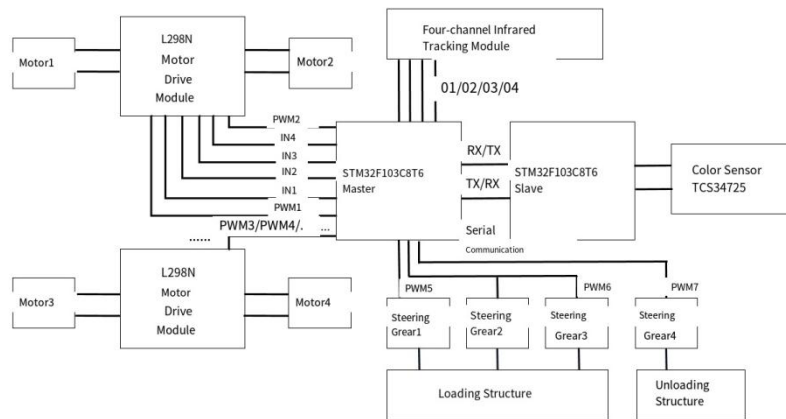 L298N
Motor
Drive
Module
Motor1
Motor2
Four-channel Infrared
Tracking Module
01/02/03/04
PWM2
IN4
IN3
IN2
IN1
PWM1
PWM3/PWM4/. ...
......
STM32F103C8T6
Master
RX/TX
TX/RX
Serial
Communication
STM32F103C8T6
Slave
Color Sensor
TCS34725
L298N
Motor
Drive
Module
Motor3
Motor4
PWM5
PWM6
PWM7
Steering
Grear1
Steering
Grear2
Steering
Grear3
Steering
Grear4
Loading Structure
Unloading
Structure